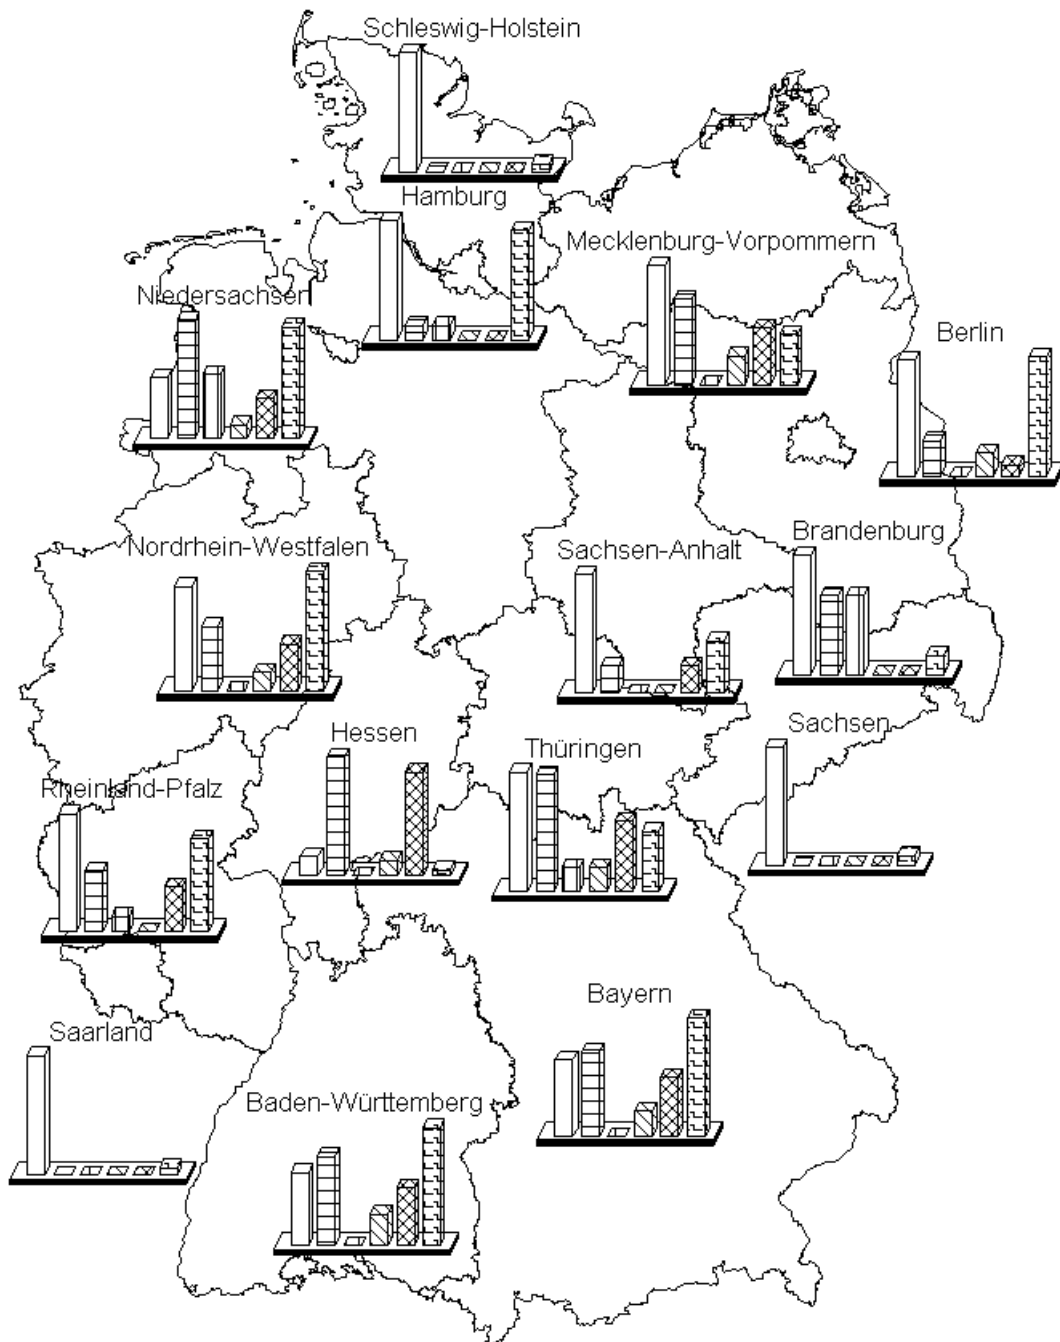 Schleswig-Holstein
Hamburg
Mecklenburg-Vorpommern
Niedersachsen
Berlin
Nordrhein-Westfalen
Sachsen-Anhalt
Brandenburg
Hessen
Thüringen
Sachsen
Rheinland-Pfalz
Bayern
Saarland
Baden-Württemberg